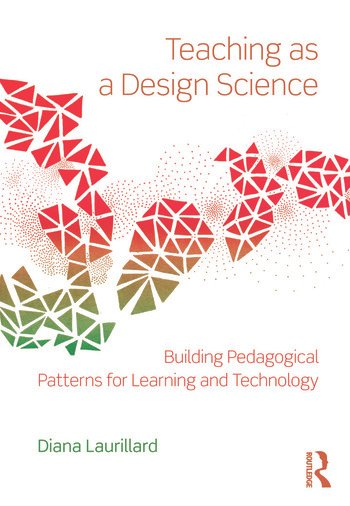 Teaching as
a Design Science
Building Pedagogical
Patterns for Learning and Technology
Diana Laurillard
ROUTLEDGE